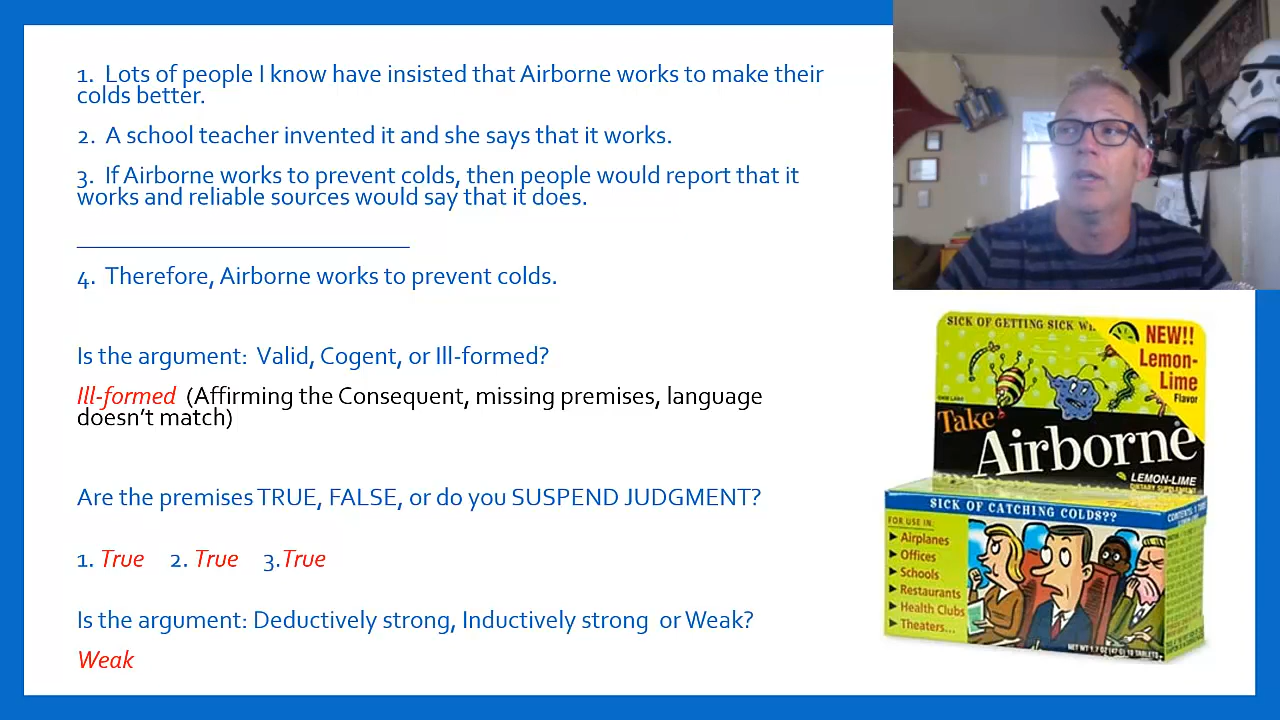 1. Lots of people I know have insisted that Airborne works to make their
colds better.
2. A school teacher invented it and she says that it works.
3. If Airborne works to prevent colds, then people would report that it
works and reliable sources would say that it does.
4. Therefore, Airborne works to prevent colds.
Is the argument: Valid, Cogent, or Ill-formed?
Ill-formed (Affirming the Consequent, missing premises, language
doesn't match)
Are the premises TRUE, FALSE, or do you SUSPEND JUDGMENT?
1. True 2. True 3.True
Is the argument: Deductively strong, Inductively strong or Weak?
Weak
SICK OF GETTING SICK
NEW!!
Lemon-
Lime
Flavor
Take
Airborne
LEMON-LIME
DIETARY SUPPLEMENT
SICK OF CATCHING COLDS??
FOR USE IN:
Airplanes
Offices
Schools
Restaurants
Health Clubs
Theaters...